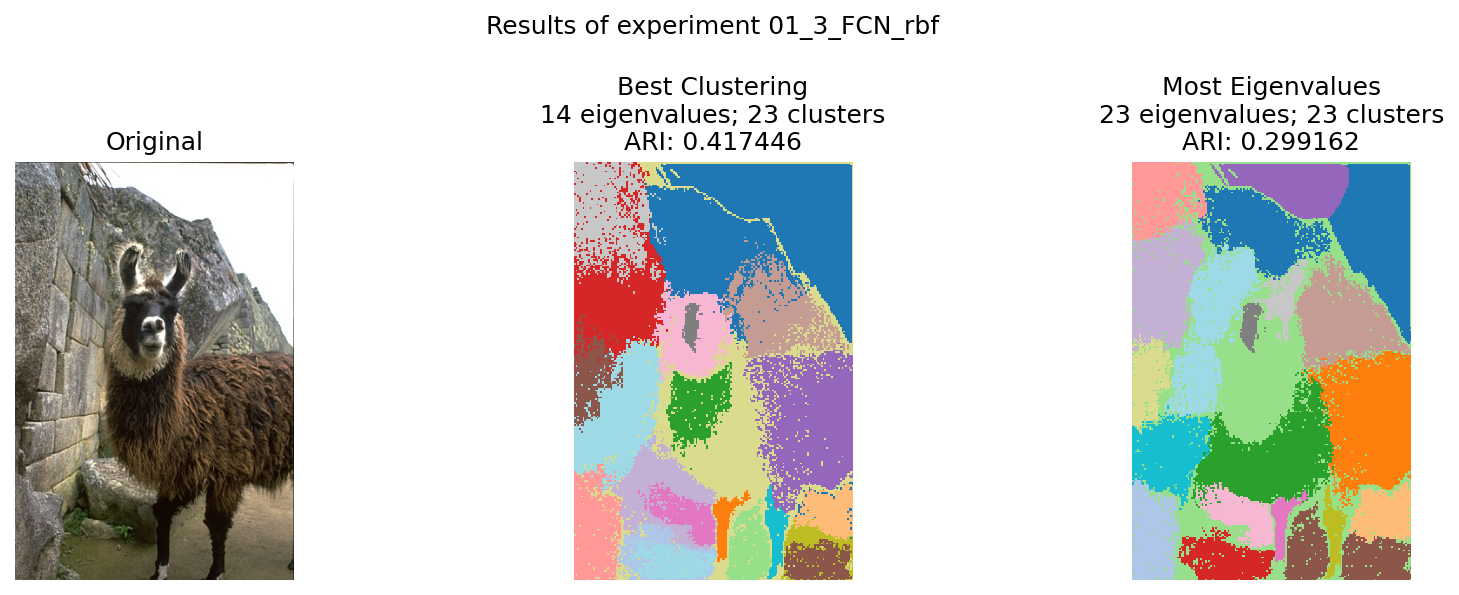 Results of experiment 01_3_FCN_rbf
Original
Best Clustering
14 eigenvalues; 23 clusters
ARI: 0.417446
Most Eigenvalues
23 eigenvalues; 23 clusters
ARI: 0.299162